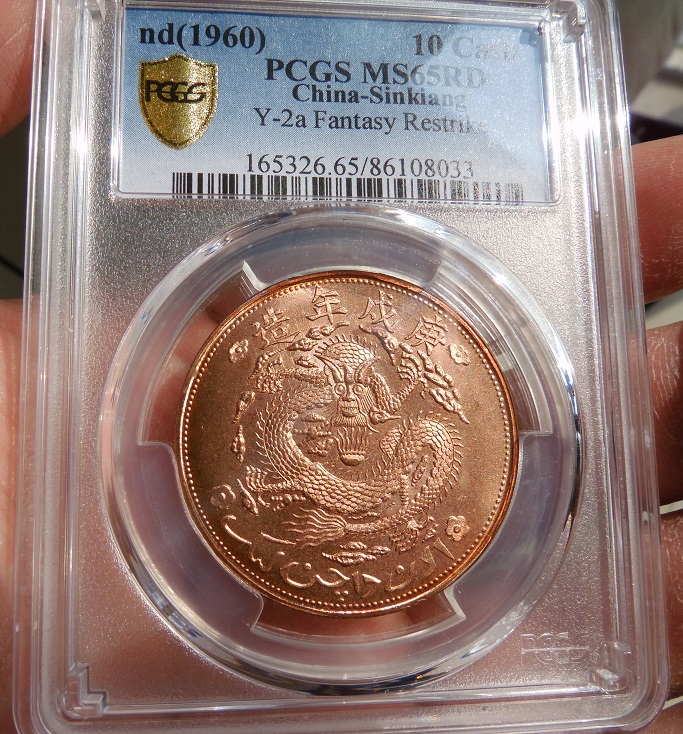 nd(1960) 10 Cash
PCGS MS65RD
China-Sinkiang
Y-2a Fantasy Restrike
PCGS
165326.65/86108033
造年戌庚
PCGS